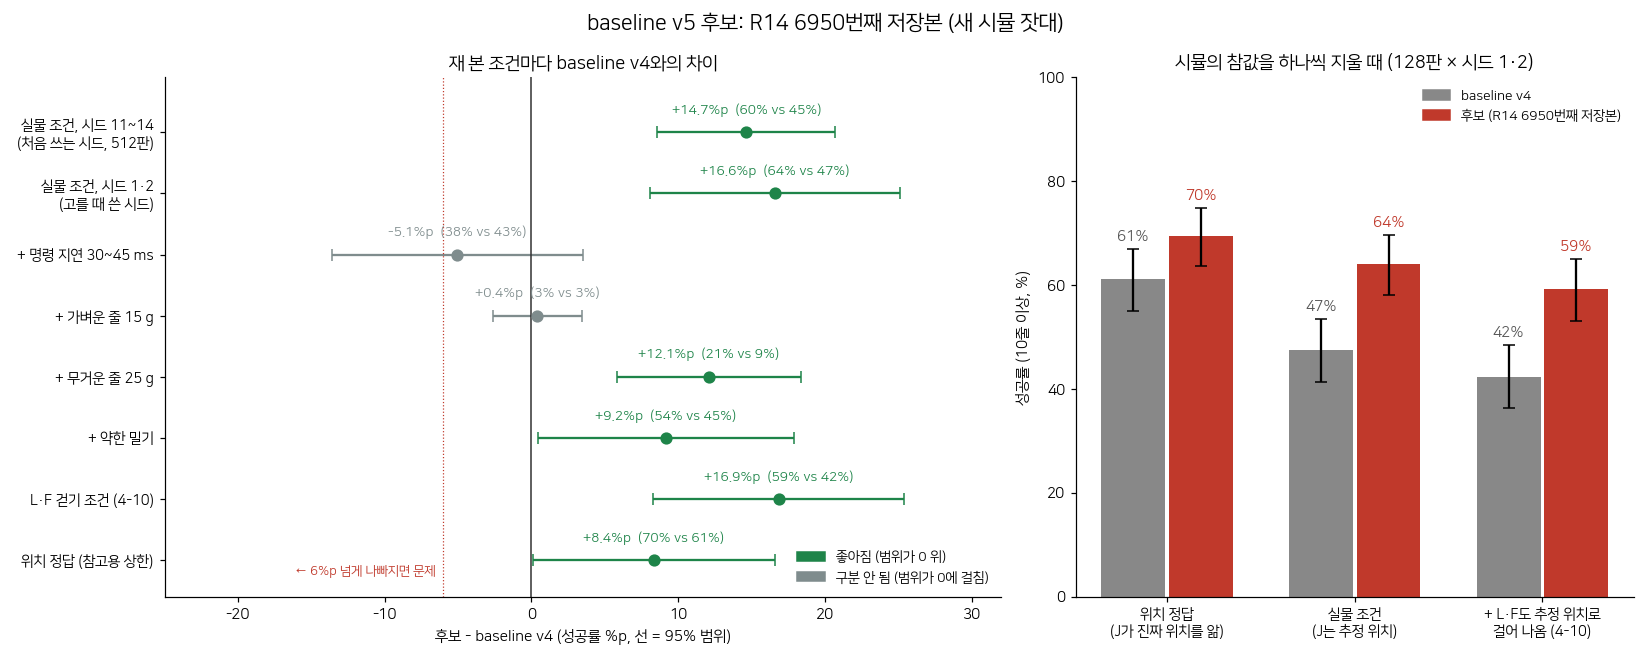 baseline v5 후보: R14 6950번째 저장본 (새 시뮬 잣대)
재 본 조건마다 baseline v4와의 차이
실물 조건, 시드 11~14
(처음 쓰는 시드, 512판)
실물 조건, 시드 1·2
(고를 때 쓴 시드)
+ 명령 지연 30~45 ms
+ 가벼운 줄 15 g
+ 무거운 줄 25 g
+ 약한 밀기
L·F 걷기 조건 (4-10)
위치 정답 (참고용 상한)
+14.7%p (60% vs 45%)
+16.6%p (64% vs 47%)
-5.1%p (38% vs 43%)
+0.4%p (3% vs 3%)
+12.1%p (21% vs 9%)
+9.2%p (54% vs 45%)
+16.9%p (59% vs 42%)
+8.4%p (70% vs 61%)
← 6%p 넘게 나빠지면 문제
좋아짐 (범위가 0 위)
구분 안 됨 (범위가 0에 걸침)
-20 -10 0 10 20 30
후보 - baseline v4 (성공률 %p, 선 = 95% 범위)
시뮬의 참값을 하나씩 지울 때 (128판 × 시드 1·2)
baseline v4
후보 (R14 6950번째 저장본)
성공률 (10줄 이상, %)
100
80
60
40
20
0
61%
70%
47%
64%
42%
59%
위치 정답
(J가 진짜 위치를 앎)
실물 조건
(J는 추정 위치)
+ L·F도 추정 위치로
걸어 나옴 (4-10)